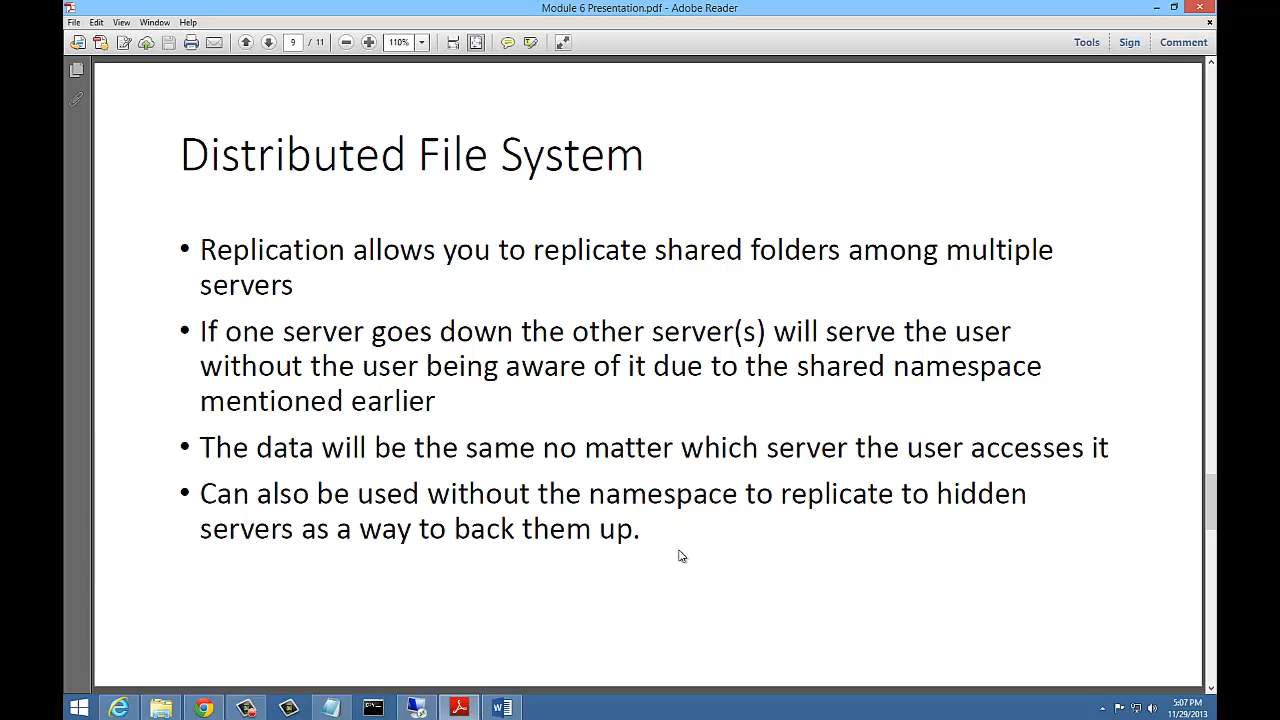 Module 6 Presentation.pdf - Adobe Reader
File Edit View Window Help
9 / 11 110% Tools Sign Comment
Distributed File System
• Replication allows you to replicate shared folders among multiple
servers
• If one server goes down the other server(s) will serve the user
without the user being aware of it due to the shared namespace
mentioned earlier
• The data will be the same no matter which server the user accesses it
• Can also be used without the namespace to replicate to hidden
servers as a way to back them up.
5:07 PM
11/29/2013